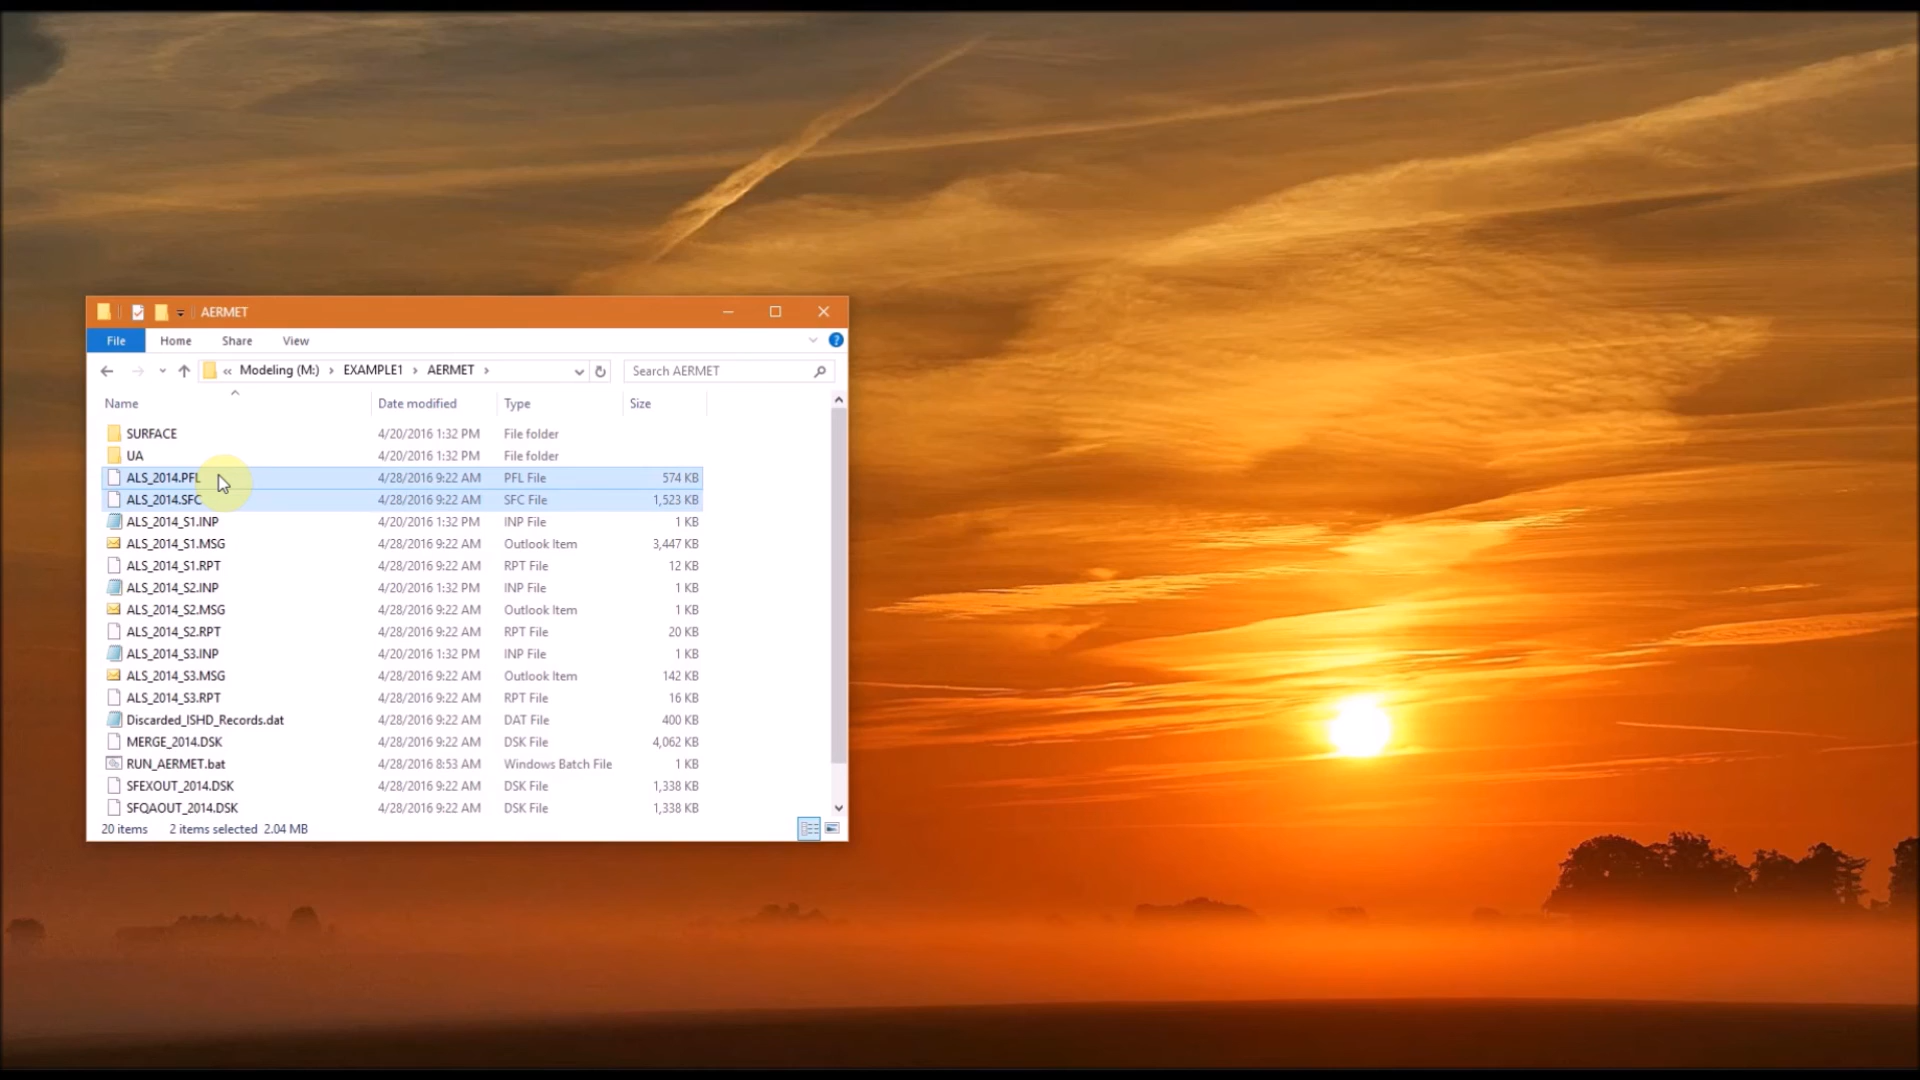 AERMET
File Home Share View
« Modeling (M:) › EXAMPLE1 › AERMET › Search AERMET
Name Date modified Type Size
SURFACE 4/20/2016 1:32 PM File folder
UA 4/20/2016 1:32 PM File folder
ALS_2014.PFL 4/28/2016 9:22 AM PFL File 574 KB
ALS_2014.SFC 4/28/2016 9:22 AM SFC File 1,523 KB
ALS_2014_S1.INP 4/20/2016 1:32 PM INP File 1 KB
ALS_2014_S1.MSG 4/28/2016 9:22 AM Outlook Item 3,447 KB
ALS_2014_S1.RPT 4/28/2016 9:22 AM RPT File 12 KB
ALS_2014_S2.INP 4/20/2016 1:32 PM INP File 1 KB
ALS_2014_S2.MSG 4/28/2016 9:22 AM Outlook Item 1 KB
ALS_2014_S2.RPT 4/28/2016 9:22 AM RPT File 20 KB
ALS_2014_S3.INP 4/20/2016 1:32 PM INP File 1 KB
ALS_2014_S3.MSG 4/28/2016 9:22 AM Outlook Item 142 KB
ALS_2014_S3.RPT 4/28/2016 9:22 AM RPT File 16 KB
Discarded_ISHD_Records.dat 4/28/2016 9:22 AM DAT File 400 KB
MERGE_2014.DSK 4/28/2016 9:22 AM DSK File 4,062 KB
RUN_AERMET.bat 4/28/2016 8:53 AM Windows Batch File 1 KB
SFEXOUT_2014.DSK 4/28/2016 9:22 AM DSK File 1,338 KB
SFQAOUT_2014.DSK 4/28/2016 9:22 AM DSK File 1,338 KB
20 items 2 items selected 2.04 MB